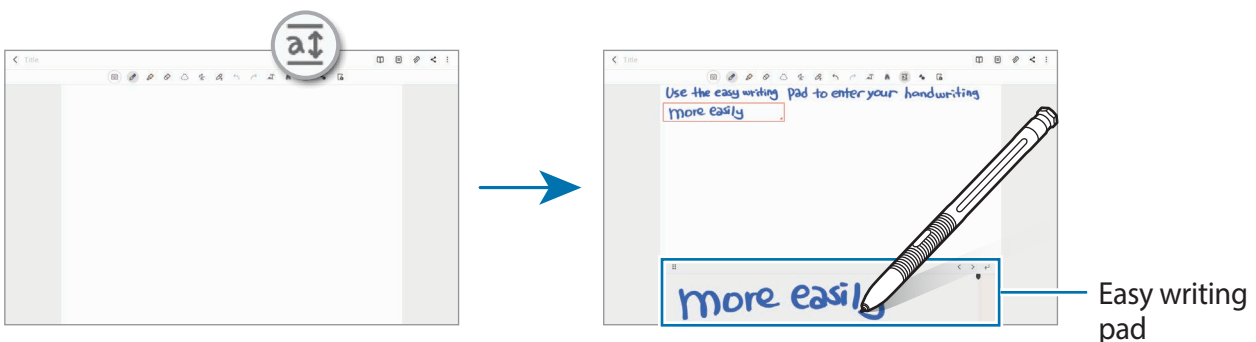 a
Title
Title
Use the easy writing pad to enter your handwriting
more easily
more easily
Easy writing
pad